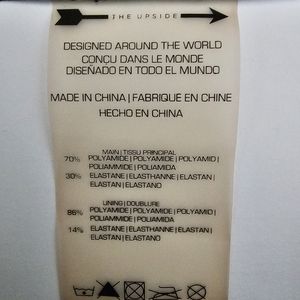 THE UPSIDE
DESIGNED AROUND THE WORLD
CONÇU DANS LE MONDE
DISEÑADO EN TODO EL MUNDO
MADE IN CHINA | FABRIQUE EN CHINE
HECHO EN CHINA
MAIN | TISSU PRINCIPAL
70% POLYAMIDE | POLYAMIDE | POLYAMID |
POLIAMMIDE | POLIAMIDA
30% ELASTANE | ELASTHANNE | ELASTAN |
ELASTAN | ELASTANO
LINING | DOUBLURE
86% POLYAMIDE | POLYAMIDE | POLYAMID |
POLIAMMIDE | POLIAMIDA
14% ELASTANE | ELASTHANNE | ELASTAN |
ELASTAN | ELASTANO